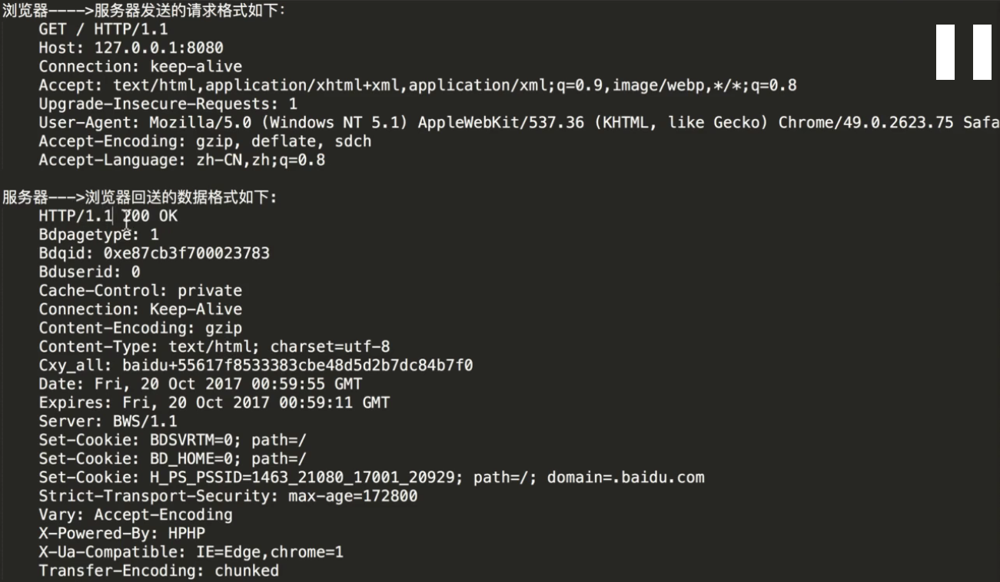 浏览器---->服务器发送的请求格式如下：
GET / HTTP/1.1
Host: 127.0.0.1:8080
Connection: keep-alive
Accept: text/html,application/xhtml+xml,application/xml;q=0.9,image/webp,*/*;q=0.8
Upgrade-Insecure-Requests: 1
User-Agent: Mozilla/5.0 (Windows NT 5.1) AppleWebKit/537.36 (KHTML, like Gecko) Chrome/49.0.2623.75 Safa
Accept-Encoding: gzip, deflate, sdch
Accept-Language: zh-CN,zh;q=0.8
服务器--->浏览器回送的数据格式如下：
HTTP/1.1 200 OK
Bdpagetype: 1
Bdqid: 0xe87cb3f700023783
Bduserid: 0
Cache-Control: private
Connection: Keep-Alive
Content-Encoding: gzip
Content-Type: text/html; charset=utf-8
Cxy_all: baidu+55617f8533383cbe48d5d2b7dc84b7f0
Date: Fri, 20 Oct 2017 00:59:55 GMT
Expires: Fri, 20 Oct 2017 00:59:11 GMT
Server: BWS/1.1
Set-Cookie: BDSVRTM=0; path=/
Set-Cookie: BD_HOME=0; path=/
Set-Cookie: H_PS_PSSID=1463_21080_17001_20929; path=/; domain=.baidu.com
Strict-Transport-Security: max-age=172800
Vary: Accept-Encoding
X-Powered-By: HPHP
X-Ua-Compatible: IE=Edge,chrome=1
Transfer-Encoding: chunked